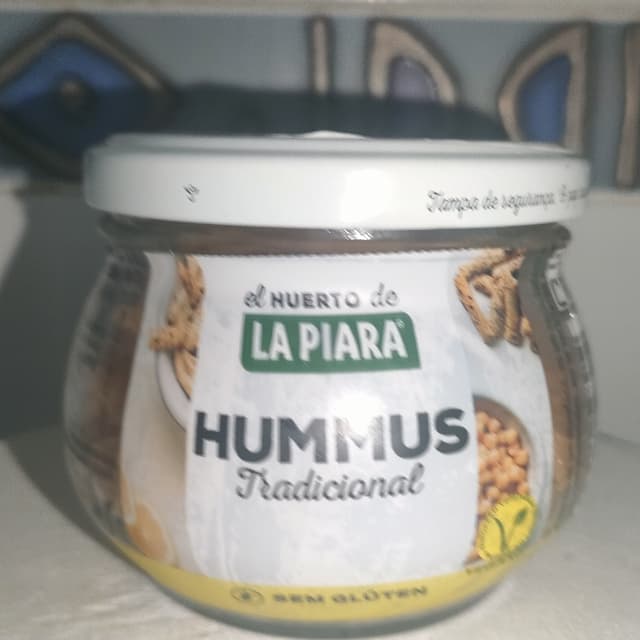 Tampa de segurança.
el HUERTO de
LA PIARA®
HUMMUS
Tradicional
SEM GLÚTEN